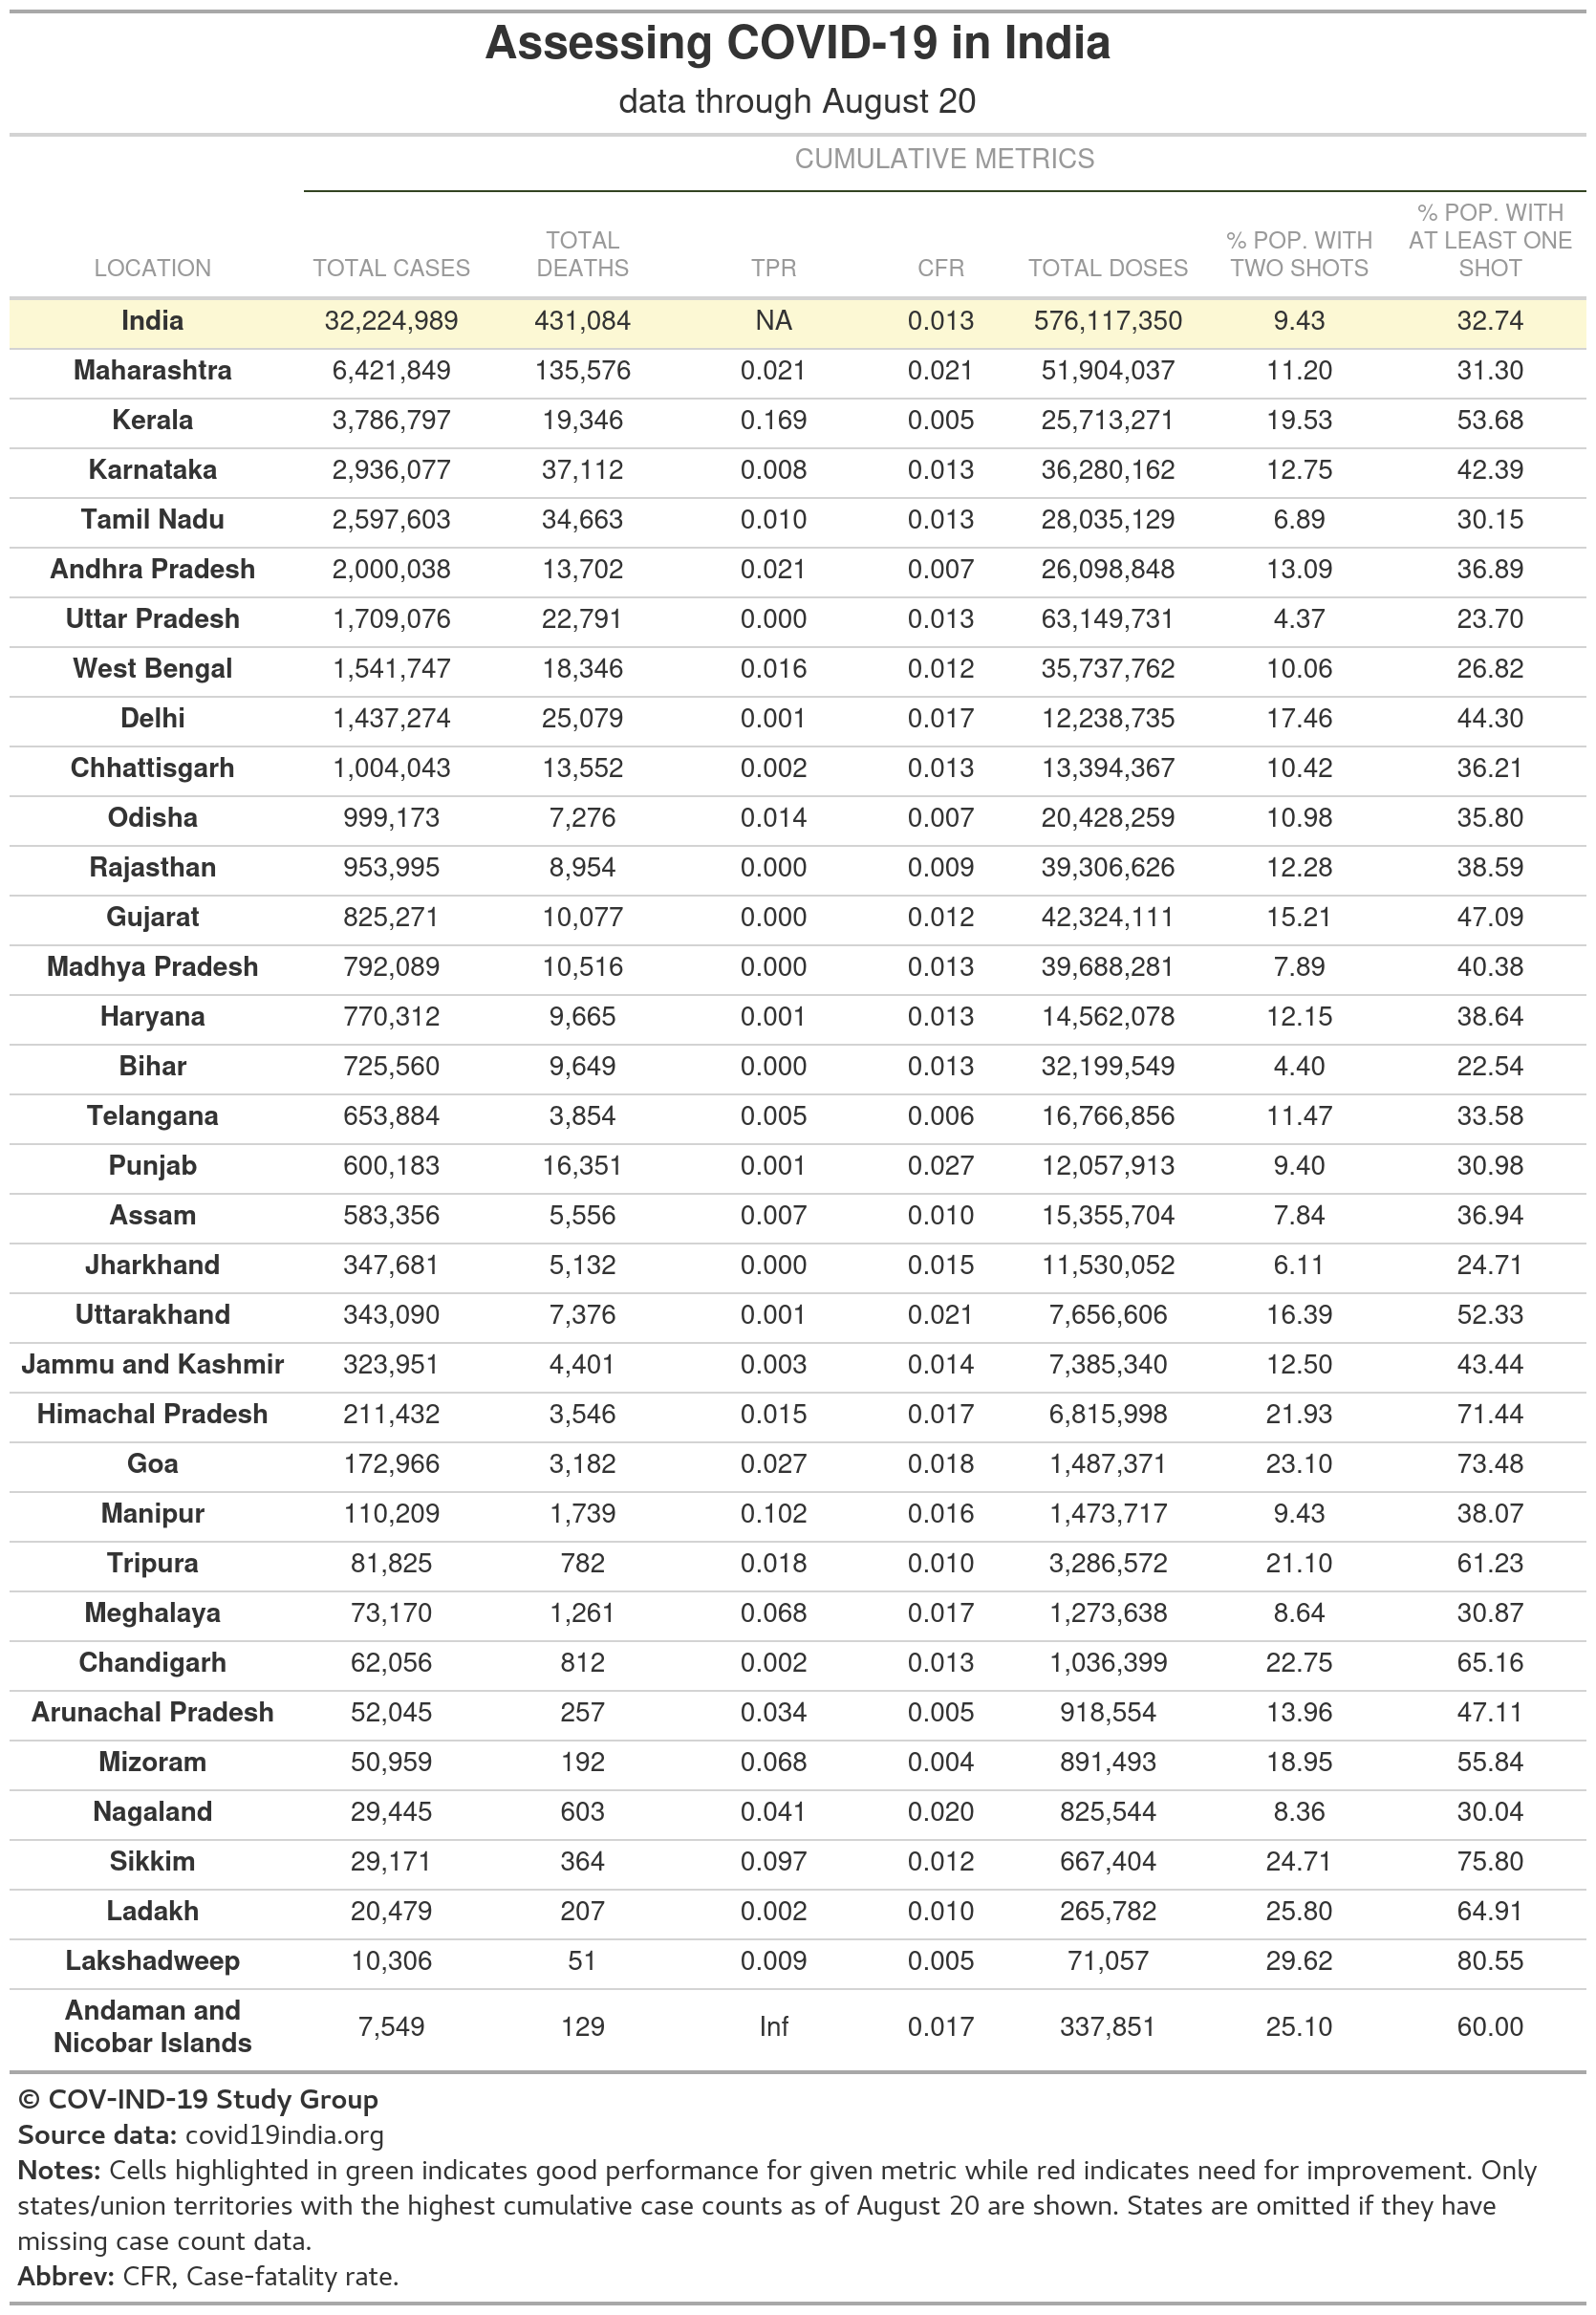 Assessing COVID-19 in India
data through August 20
CUMULATIVE METRICS
LOCATION TOTAL CASES TOTAL DEATHS TPR CFR TOTAL DOSES % POP. WITH TWO SHOTS % POP. WITH AT LEAST ONE SHOT
India 32,224,989 431,084 NA 0.013 576,117,350 9.43 32.74
Maharashtra 6,421,849 135,576 0.021 0.021 51,904,037 11.20 31.30
Kerala 3,786,797 19,346 0.169 0.005 25,713,271 19.53 53.68
Karnataka 2,936,077 37,112 0.008 0.013 36,280,162 12.75 42.39
Tamil Nadu 2,597,603 34,663 0.010 0.013 28,035,129 6.89 30.15
Andhra Pradesh 2,000,038 13,702 0.021 0.007 26,098,848 13.09 36.89
Uttar Pradesh 1,709,076 22,791 0.000 0.013 63,149,731 4.37 23.70
West Bengal 1,541,747 18,346 0.016 0.012 35,737,762 10.06 26.82
Delhi 1,437,274 25,079 0.001 0.017 12,238,735 17.46 44.30
Chhattisgarh 1,004,043 13,552 0.002 0.013 13,394,367 10.42 36.21
Odisha 999,173 7,276 0.014 0.007 20,428,259 10.98 35.80
Rajasthan 953,995 8,954 0.000 0.009 39,306,626 12.28 38.59
Gujarat 825,271 10,077 0.000 0.012 42,324,111 15.21 47.09
Madhya Pradesh 792,089 10,516 0.000 0.013 39,688,281 7.89 40.38
Haryana 770,312 9,665 0.001 0.013 14,562,078 12.15 38.64
Bihar 725,560 9,649 0.000 0.013 32,199,549 4.40 22.54
Telangana 653,884 3,854 0.005 0.006 16,766,856 11.47 33.58
Punjab 600,183 16,351 0.001 0.027 12,057,913 9.40 30.98
Assam 583,356 5,556 0.007 0.010 15,355,704 7.84 36.94
Jharkhand 347,681 5,132 0.000 0.015 11,530,052 6.11 24.71
Uttarakhand 343,090 7,376 0.001 0.021 7,656,606 16.39 52.33
Jammu and Kashmir 323,951 4,401 0.003 0.014 7,385,340 12.50 43.44
Himachal Pradesh 211,432 3,546 0.015 0.017 6,815,998 21.93 71.44
Goa 172,966 3,182 0.027 0.018 1,487,371 23.10 73.48
Manipur 110,209 1,739 0.102 0.016 1,473,717 9.43 38.07
Tripura 81,825 782 0.018 0.010 3,286,572 21.10 61.23
Meghalaya 73,170 1,261 0.068 0.017 1,273,638 8.64 30.87
Chandigarh 62,056 812 0.002 0.013 1,036,399 22.75 65.16
Arunachal Pradesh 52,045 257 0.034 0.005 918,554 13.96 47.11
Mizoram 50,959 192 0.068 0.004 891,493 18.95 55.84
Nagaland 29,445 603 0.041 0.020 825,544 8.36 30.04
Sikkim 29,171 364 0.097 0.012 667,404 24.71 75.80
Ladakh 20,479 207 0.002 0.010 265,782 25.80 64.91
Lakshadweep 10,306 51 0.009 0.005 71,057 29.62 80.55
Andaman and Nicobar Islands 7,549 129 Inf 0.017 337,851 25.10 60.00
© COV-IND-19 Study Group
Source data: covid19india.org
Notes: Cells highlighted in green indicates good performance for given metric while red indicates need for improvement. Only
states/union territories with the highest cumulative case counts as of August 20 are shown. States are omitted if they have
missing case count data.
Abbrev: CFR, Case-fatality rate.